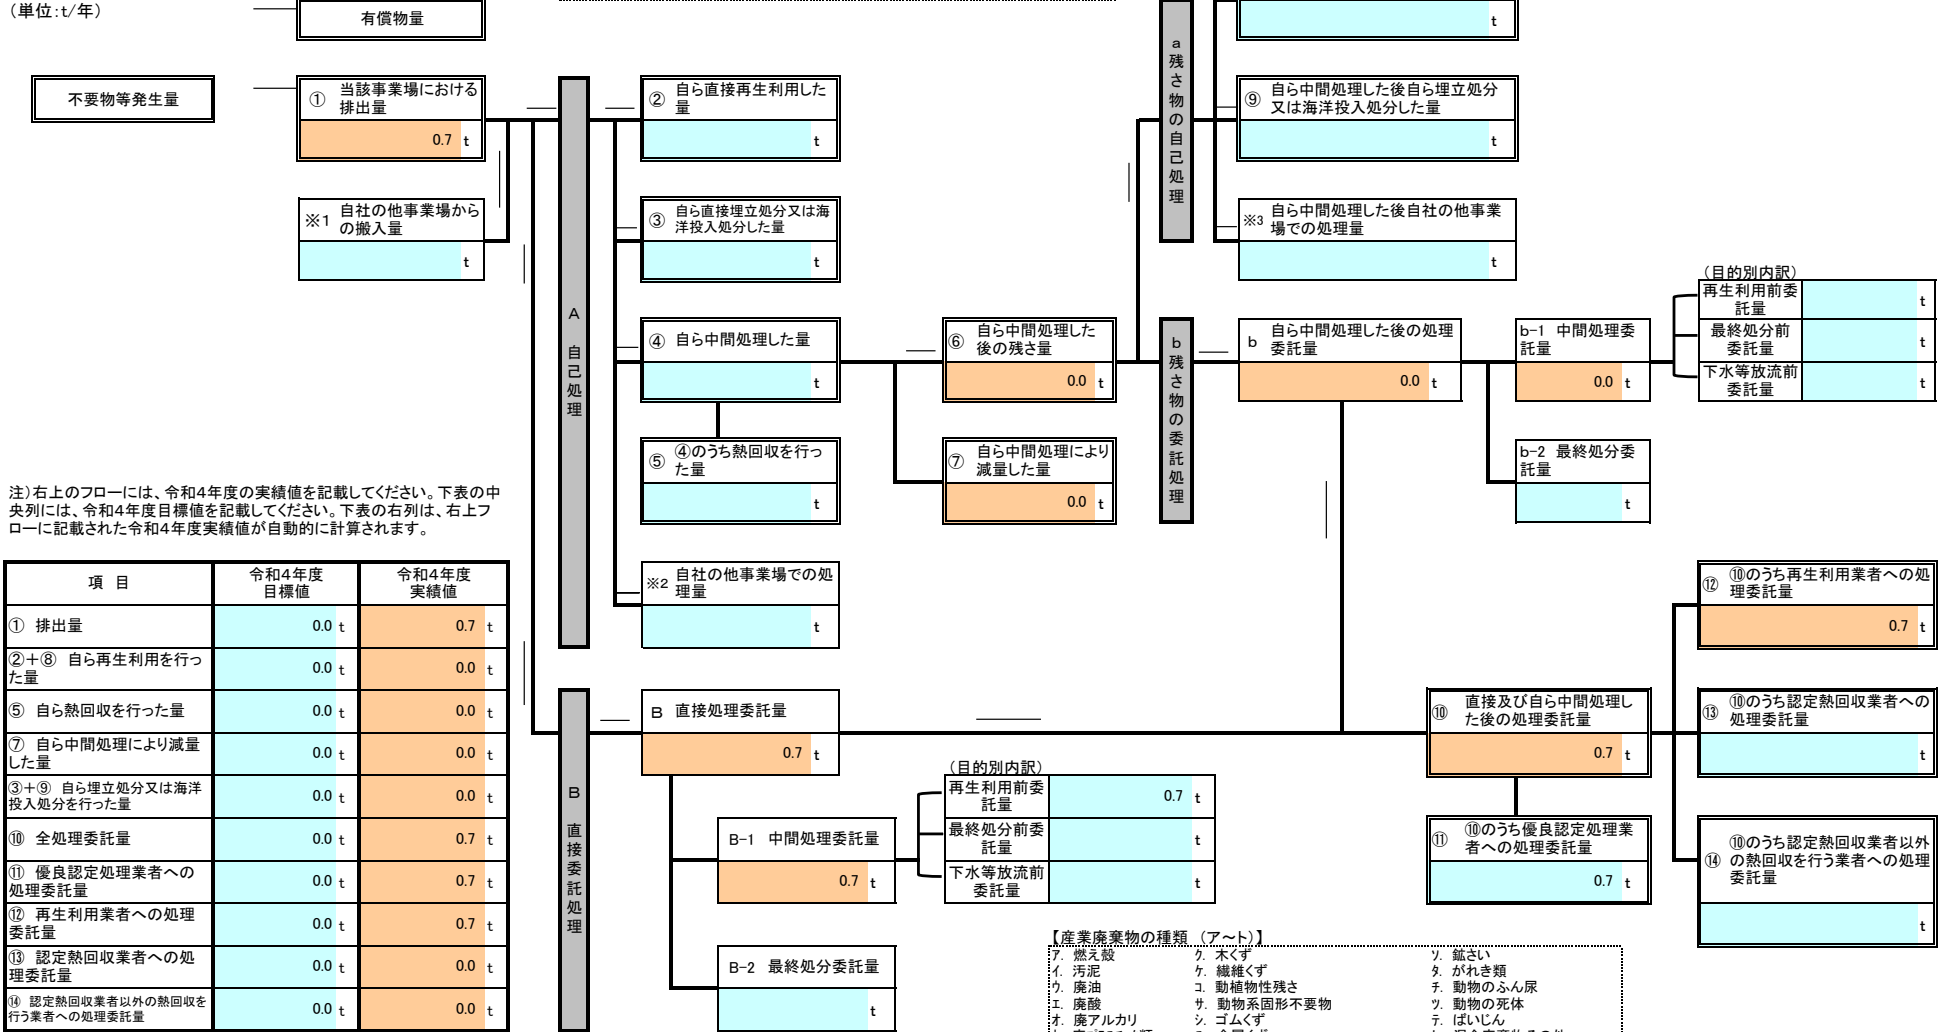 （単位：t/年）
有償物量
t
不要物等発生量
① 当該事業場における
排出量
0.7 t
※1 自社の他事業場から
の搬入量
t
A 自己処理
② 自ら直接再生利用した
量
t
③ 自ら直接埋立処分又は海
洋投入処分した量
t
④ 自ら中間処理した量
t
⑤ ④のうち熱回収を行っ
た量
t
※2 自社の他事業場での処
理量
t
⑥ 自ら中間処理した
後の残さ量
0.0 t
⑦ 自ら中間処理により
減量した量
0.0 t
a 残さ物の自己処理
⑨ 自ら中間処理した後自ら埋立処分
又は海洋投入処分した量
t
※3 自ら中間処理した後自社の他事業
場での処理量
t
b 残さ物の委託処理
b 自ら中間処理した後の処理
委託量
0.0 t
b-1 中間処理委
託量
0.0 t
b-2 最終処分委
託量
t
（目的別内訳）
再生利用前委
託量
t
最終処分前
委託量
t
下水等放流前
委託量
t
注）右上のフローには、令和４年度の実績値を記載してください。下表の中
央列には、令和４年度目標値を記載してください。下表の右列は、右上フ
ローに記載された令和４年度実績値が自動的に計算されます。
項 目 令和４年度
目標値 令和４年度
実績値
① 排出量 0.0 t 0.7 t
②＋⑧ 自ら再生利用を行っ
た量 0.0 t 0.0 t
⑤ 自ら熱回収を行った量 0.0 t 0.0 t
⑦ 自ら中間処理により減量
した量 0.0 t 0.0 t
③＋⑨ 自ら埋立処分又は海洋
投入処分を行った量 0.0 t 0.0 t
⑩ 全処理委託量 0.0 t 0.7 t
⑪ 優良認定処理業者への
処理委託量 0.0 t 0.7 t
⑫ 再生利用業者への処理
委託量 0.0 t 0.7 t
⑬ 認定熱回収業者への処
理委託量 0.0 t 0.0 t
⑭ 認定熱回収業者以外の熱回収を
行う業者への処理委託量 0.0 t 0.0 t
B 直接委託処理
B 直接処理委託量
0.7 t
B-1 中間処理委託量
0.7 t
B-2 最終処分委託量
t
（目的別内訳）
再生利用前委
託量
0.7 t
最終処分前委
託量
t
下水等放流前
委託量
t
⑩ 直接及び自ら中間処理し
た後の処理委託量
0.7 t
⑪ ⑩のうち優良認定処理業
者への処理委託量
0.7 t
⑫ ⑩のうち再生利用業者への処
理委託量
0.7 t
⑬ ⑩のうち認定熱回収業者への
処理委託量
t
⑭ ⑩のうち認定熱回収業者以外
の熱回収を行う業者への処理
委託量
t
【産業廃棄物の種類 （ア～ト）】
ア. 燃え殻 ク. 木くず ソ. 鉱さい
イ. 汚泥 ケ. 繊維くず タ. がれき類
ウ. 廃油 コ. 動植物性残さ チ. 動物のふん尿
エ. 廃酸 サ. 動物系固形不要物 ツ. 動物の死体
オ. 廃アルカリ シ. ゴムくず テ. ばいじん